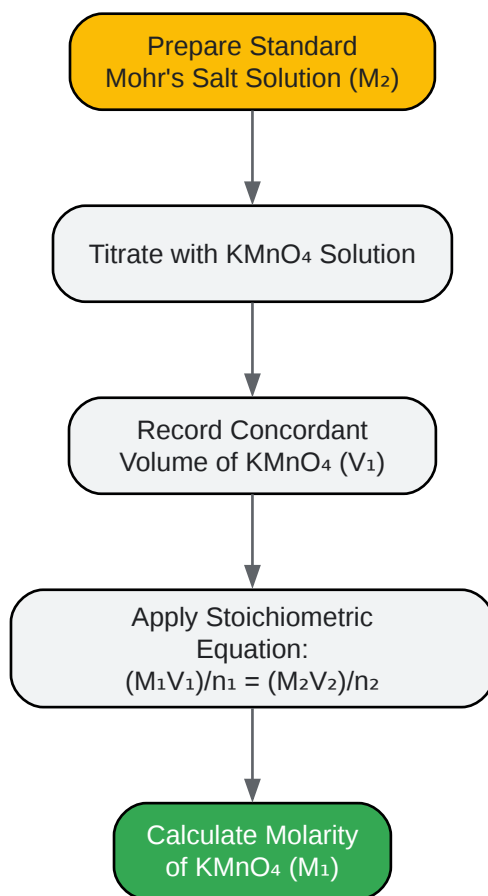 Prepare Standard
Mohr's Salt Solution (M₂)
Titrate with KMnO₄ Solution
Record Concordant
Volume of KMnO₄ (V₁)
Apply Stoichiometric
Equation:
(M₁V₁)/n₁ = (M₂V₂)/n₂
Calculate Molarity
of KMnO₄ (M₁)